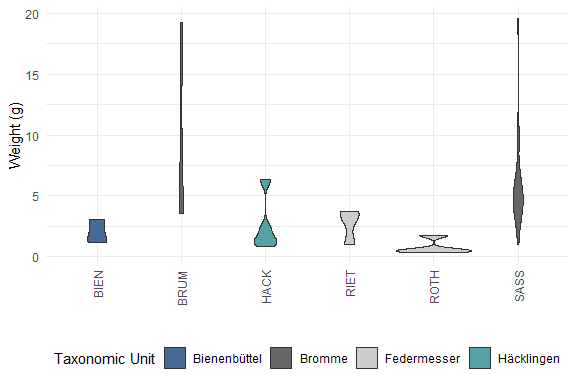 20
15
10
5
0
Weight (g)
BIEN
BRUM
HACK
RIET
ROTH
SASS
Taxonomic Unit Bienenbüttel Bromme Federmesser Häcklingen